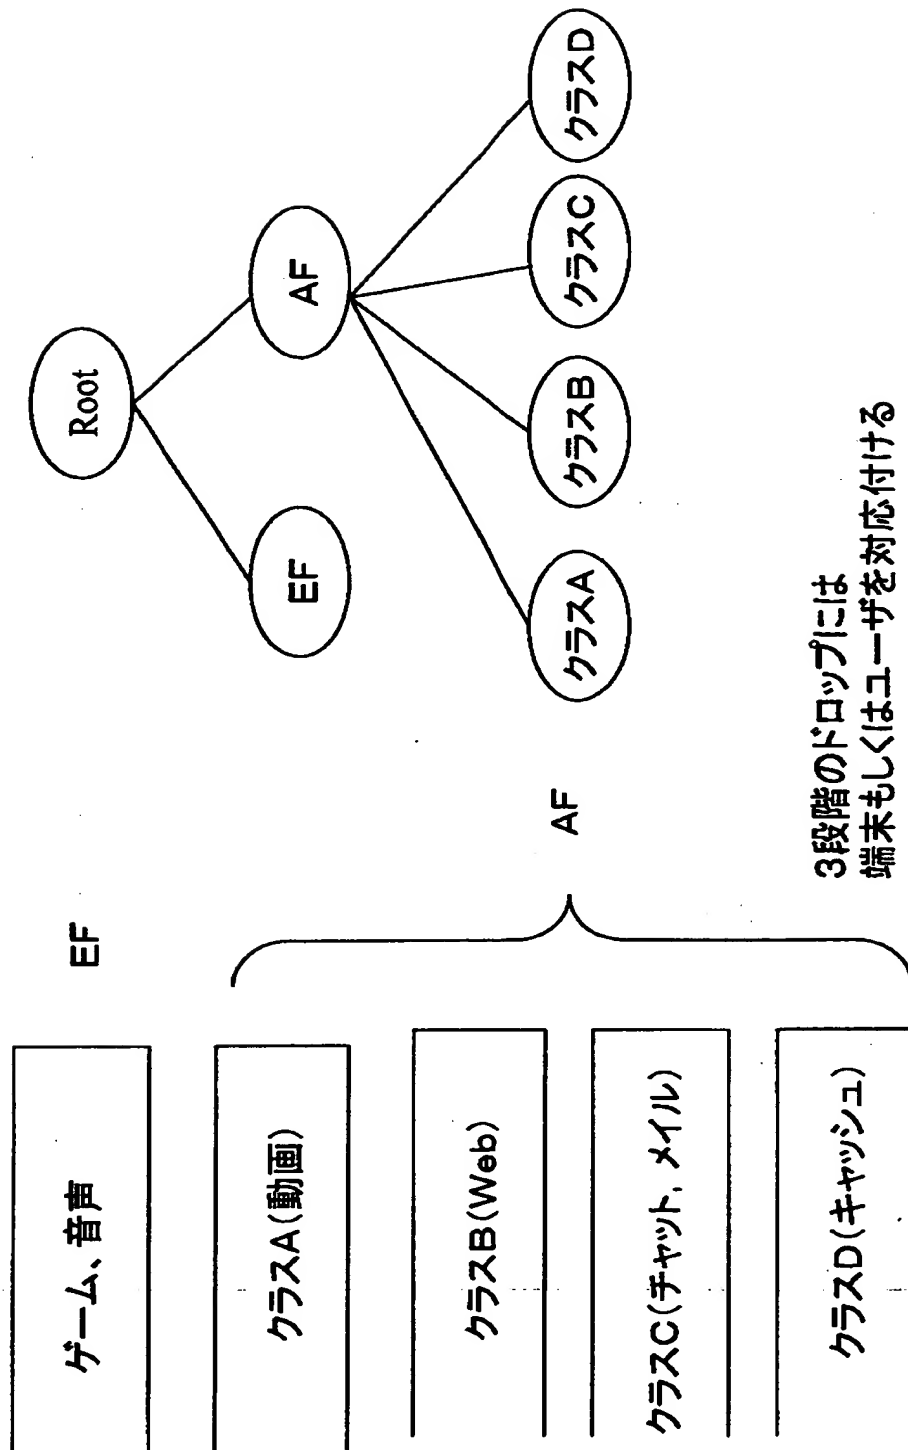 ゲーム、音声
EF
クラスA(動画)
クラスB(Web)
クラスC(チャット、メイル)
クラスD(キャッシュ)
AF
3段階のドロップには
端末もしくはユーザを対応付ける
Root
EF
AF
クラスA
クラスB
クラスC
クラスD